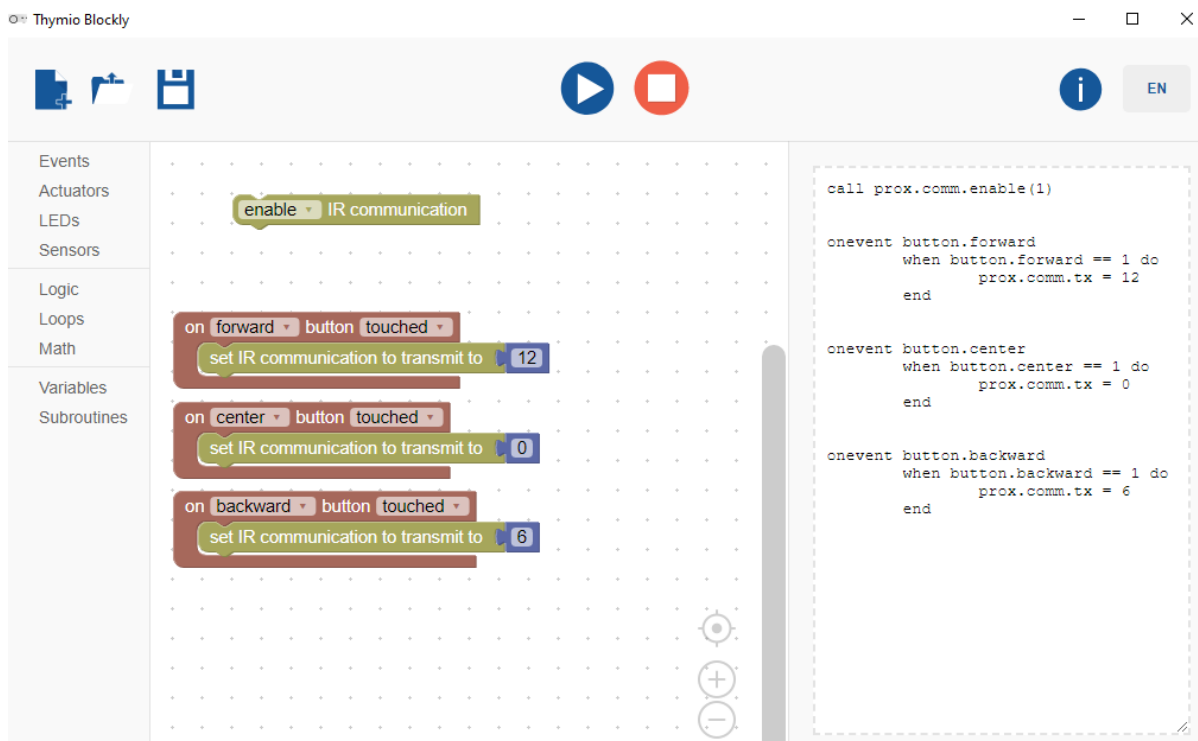 Thymio Blockly
EN
Events
Actuators
LEDs
Sensors
Logic
Loops
Math
Variables
Subroutines
enable IR communication
on forward button touched
set IR communication to transmit to 12
on center button touched
set IR communication to transmit to 0
on backward button touched
set IR communication to transmit to 6
call prox.comm.enable(1)
onevent button.forward
when button.forward == 1 do
prox.comm.tx = 12
end
onevent button.center
when button.center == 1 do
prox.comm.tx = 0
end
onevent button.backward
when button.backward == 1 do
prox.comm.tx = 6
end